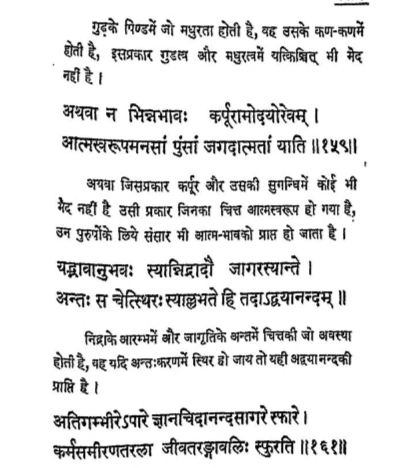 गुड़के पिण्डमें जो मधुरता होती है, वह उसके कण-कणमें
होती है, इसप्रकार गुडत्व और मधुरत्वमें यत्किञ्चित् भी भेद
नहीं है ।
अथवा न भिन्नभावः कर्पूरामोदयोरेवम् ।
आत्मस्वरूपमनसां पुंसां जगदात्मतां याति ॥१५९॥
अथवा जिसप्रकार कर्पूर और उसकी सुगन्धिमें कोई भी
भेद नहीं है उसी प्रकार जिनका चित्त आत्मस्वरूप हो गया है,
उन पुरुषोंके लिये संसार भी आत्म-भावको प्राप्त हो जाता है ।
यद्भावानुभवः स्यान्निद्रादौ जागरस्यान्ते ।
अन्तः स चेत्स्थिरः स्याल्लभते हि तदाऽद्वयानन्दम् ॥
निद्राके आरम्भमें और जागृतिके अन्तमें चित्तकी जो अवस्था
होती है, वह यदि अन्तःकरणमें स्थिर हो जाय तो यही अद्वयानन्दकी
प्राप्ति है ।
अतिगम्भीरेऽपारे ज्ञानचिदानन्दसागरे स्फारे ।
कर्मसमीरणतरला जीवतरङ्गावलिः स्फुरति ॥१६१॥